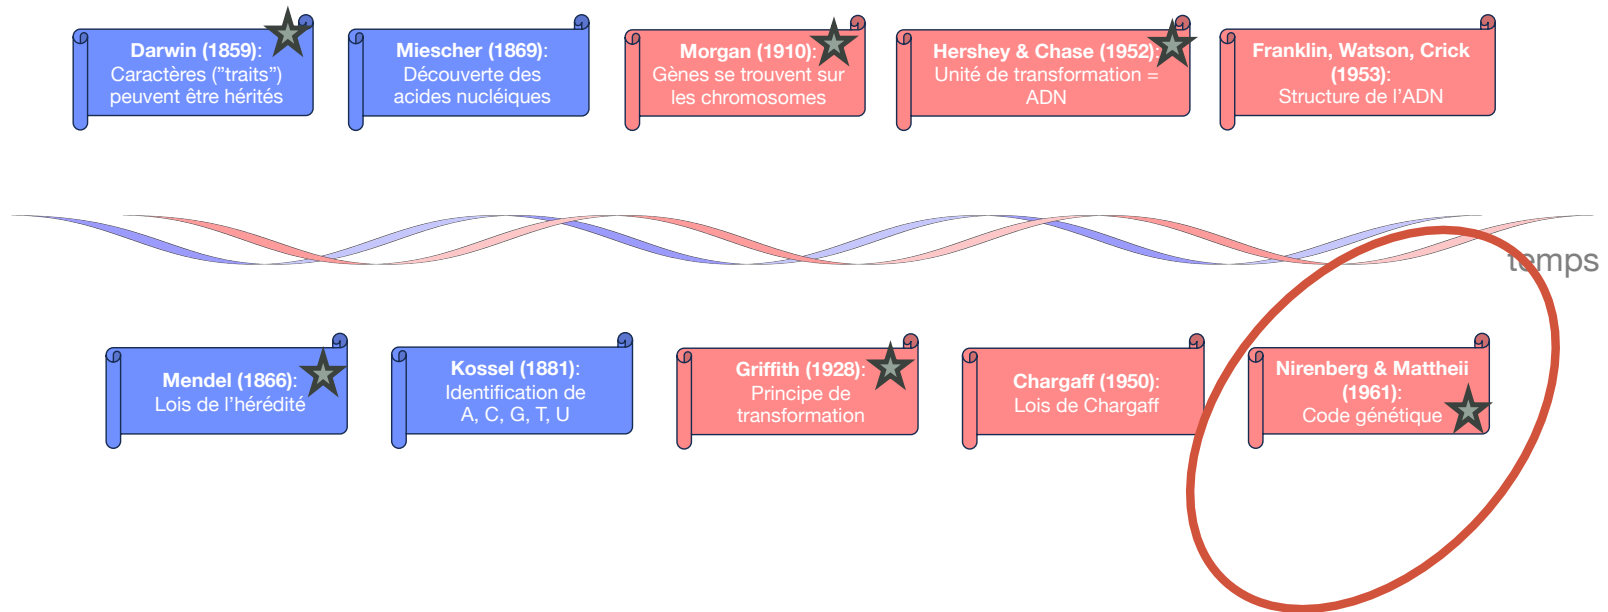 Darwin (1859):
Caractères ("traits")
peuvent être hérités
Miescher (1869):
Découverte des
acides nucléiques
Morgan (1910):
Gènes se trouvent sur
les chromosomes
Hershey & Chase (1952):
Unité de transformation =
ADN
Franklin, Watson, Crick
(1953):
Structure de l'ADN
temps
Mendel (1866):
Lois de l'hérédité
Kossel (1881):
Identification de
A, C, G, T, U
Griffith (1928):
Principe de
transformation
Chargaff (1950):
Lois de Chargaff
Nirenberg & Mattheii
(1961):
Code génétique